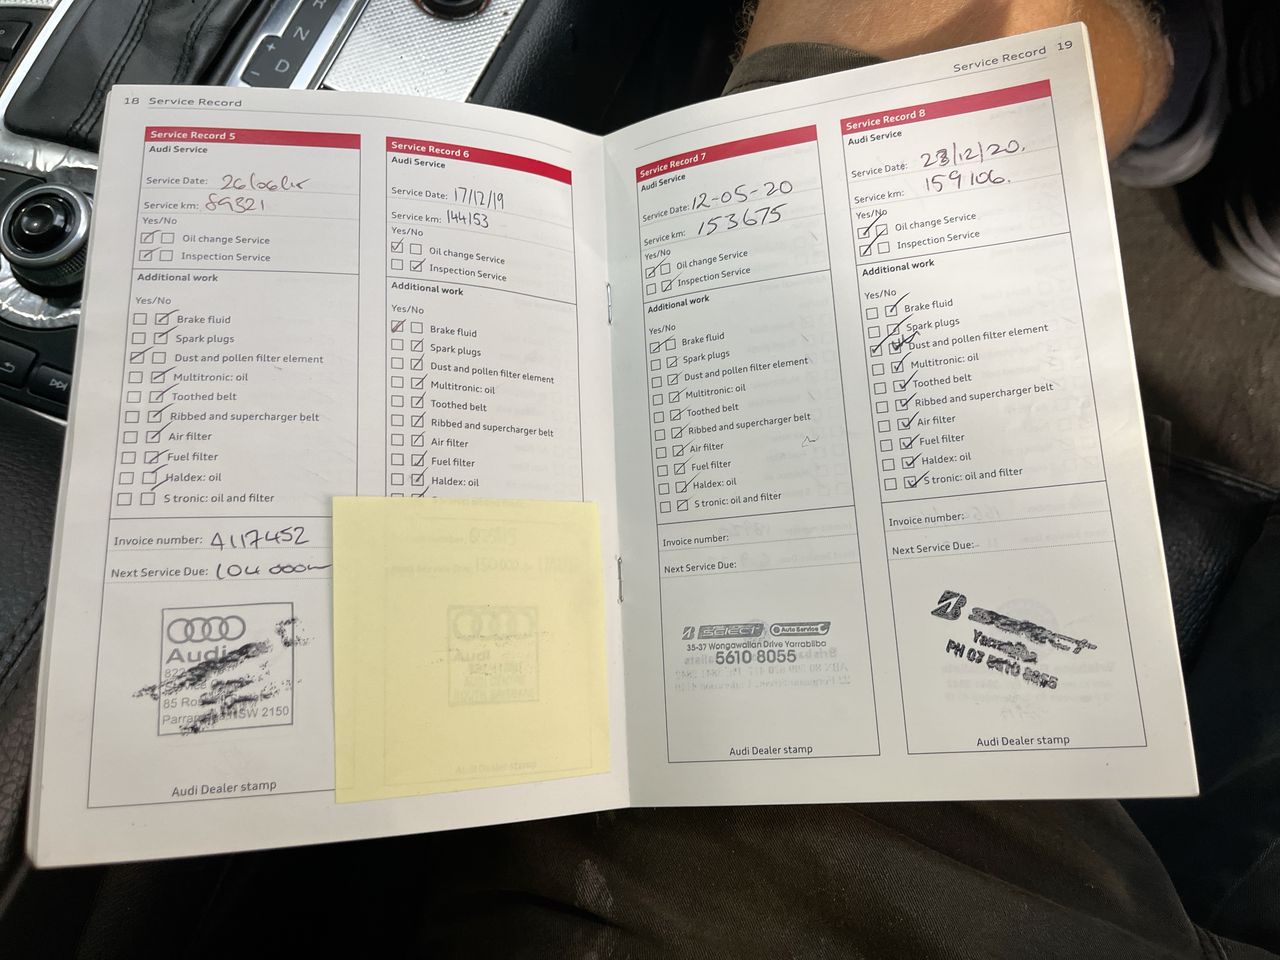 N
D
18 Service Record
Service Record 5
Audi Service
Service Date:
Service km: 89321
Yes/No
Oil change Service
Inspection Service
Additional work
Yes/No
Brake fluid
Spark plugs
Dust and pollen filter element
Multitronic: oil
Toothed belt
Ribbed and supercharger belt
Air filter
Fuel filter
Haldex: oil
S tronic: oil and filter
Invoice number: A117452
Next Service Due: 104 000
Audi
85 Ro
Parra NSW 2150
Audi Dealer stamp
Service Record 6
Audi Service
Service Date: 17/12/19
Service km: 144153
Yes/No
Oil change Service
Inspection Service
Additional work
Yes/No
Brake fluid
Spark plugs
Dust and pollen filter element
Multitronic: oil
Toothed belt
Ribbed and supercharger belt
Air filter
Fuel filter
Haldex: oil
Service Record 19
Service Record 7
Audi Service
Service Date: 12-05-20
Service km: 153675
Yes/No
Oil change Service
Inspection Service
Additional work
Yes/No
Brake fluid
Spark plugs
Dust and pollen filter element
Multitronic: oil
Toothed belt
Ribbed and supercharger belt
Air filter
Fuel filter
Haldex: oil
S tronic: oil and filter
Invoice number:
Next Service Due:
B SELECT Auto Service
35-37 Wongawallan Drive Yarrabilba
5610 8055
Audi Dealer stamp
Service Record 8
Audi Service
Service Date: 23/12/20.
Service km: 159106.
Yes/No
Oil change Service
Inspection Service
Additional work
Yes/No
Brake fluid
Spark plugs
Dust and pollen filter element
Multitronic: oil
Toothed belt
Ribbed and supercharger belt
Air filter
Fuel filter
Haldex: oil
S tronic: oil and filter
Invoice number:
Next Service Due:
B
PH 07 5610 8055
Audi Dealer stamp